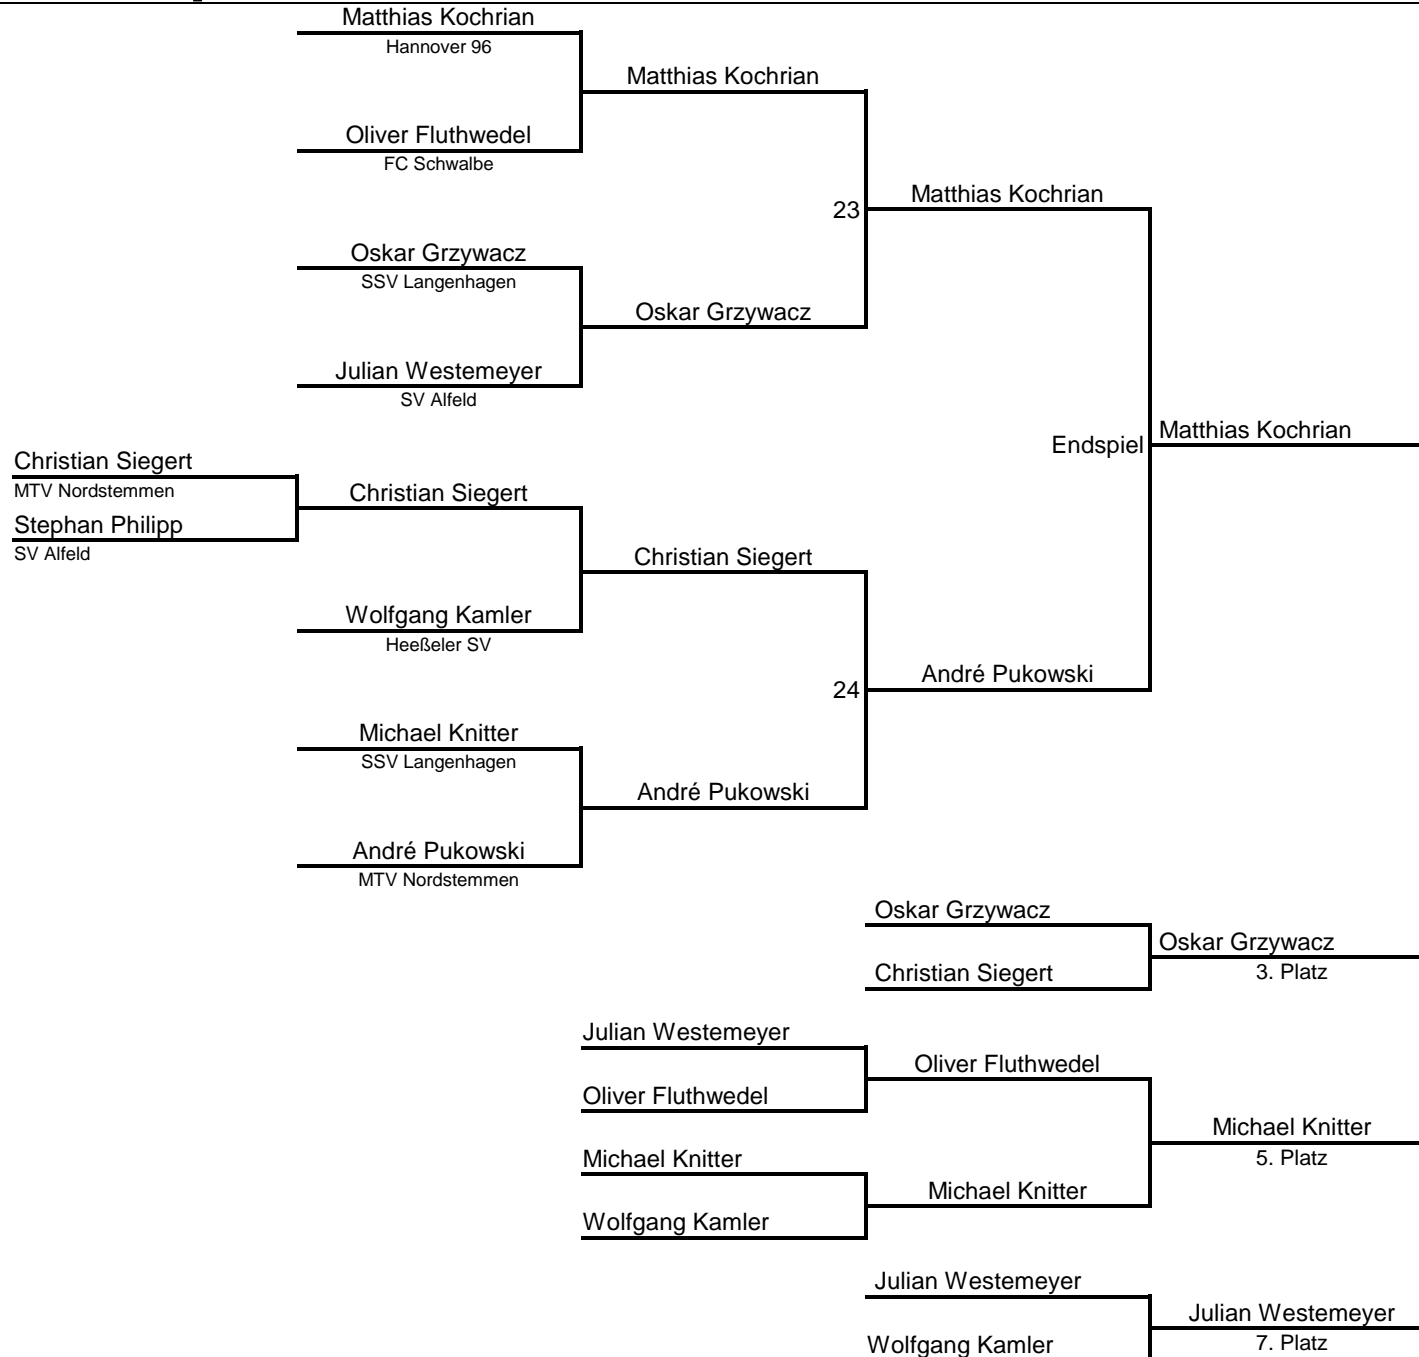 Matthias Kochrian
Hannover 96
Matthias Kochrian
Oliver Fluthwedel
FC Schwalbe
Matthias Kochrian
23
Oskar Grzywacz
SSV Langenhagen
Oskar Grzywacz
Julian Westemeyer
SV Alfeld
Endspiel
Matthias Kochrian
Christian Siegert
MTV Nordstemmen
Christian Siegert
Stephan Philipp
SV Alfeld
Christian Siegert
Wolfgang Kamler
Heeßeler SV
André Pukowski
24
Michael Knitter
SSV Langenhagen
André Pukowski
André Pukowski
MTV Nordstemmen
Oskar Grzywacz
Oskar Grzywacz
Christian Siegert
3. Platz
Julian Westemeyer
Oliver Fluthwedel
Oliver Fluthwedel
Michael Knitter
5. Platz
Michael Knitter
Michael Knitter
Wolfgang Kamler
Julian Westemeyer
Julian Westemeyer
Wolfgang Kamler
7. Platz